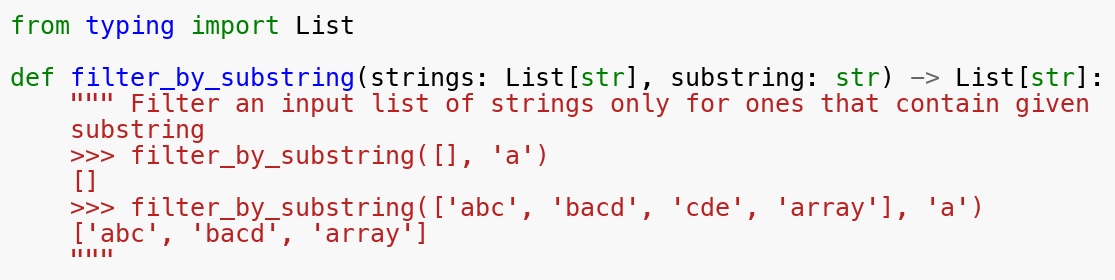 from typing import List

def filter_by_substring(strings: List[str], substring: str) -> List[str]:
    """ Filter an input list of strings only for ones that contain given
    substring
    >>> filter_by_substring([], 'a')
    []
    >>> filter_by_substring(['abc', 'bacd', 'cde', 'array'], 'a')
    ['abc', 'bacd', 'array']
    """